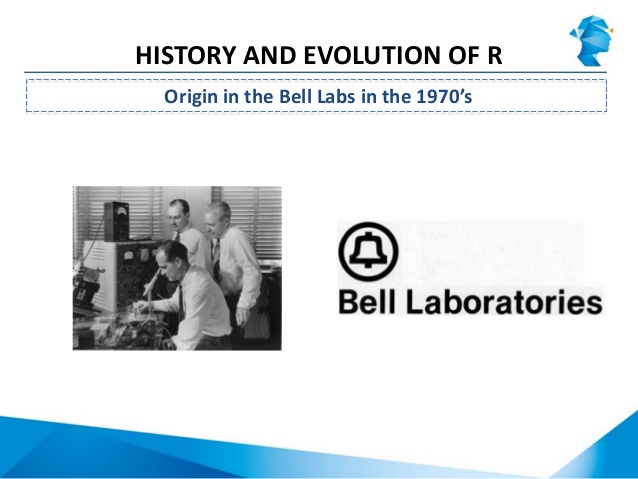 HISTORY AND EVOLUTION OF R
Origin in the Bell Labs in the 1970’s
Bell Laboratories